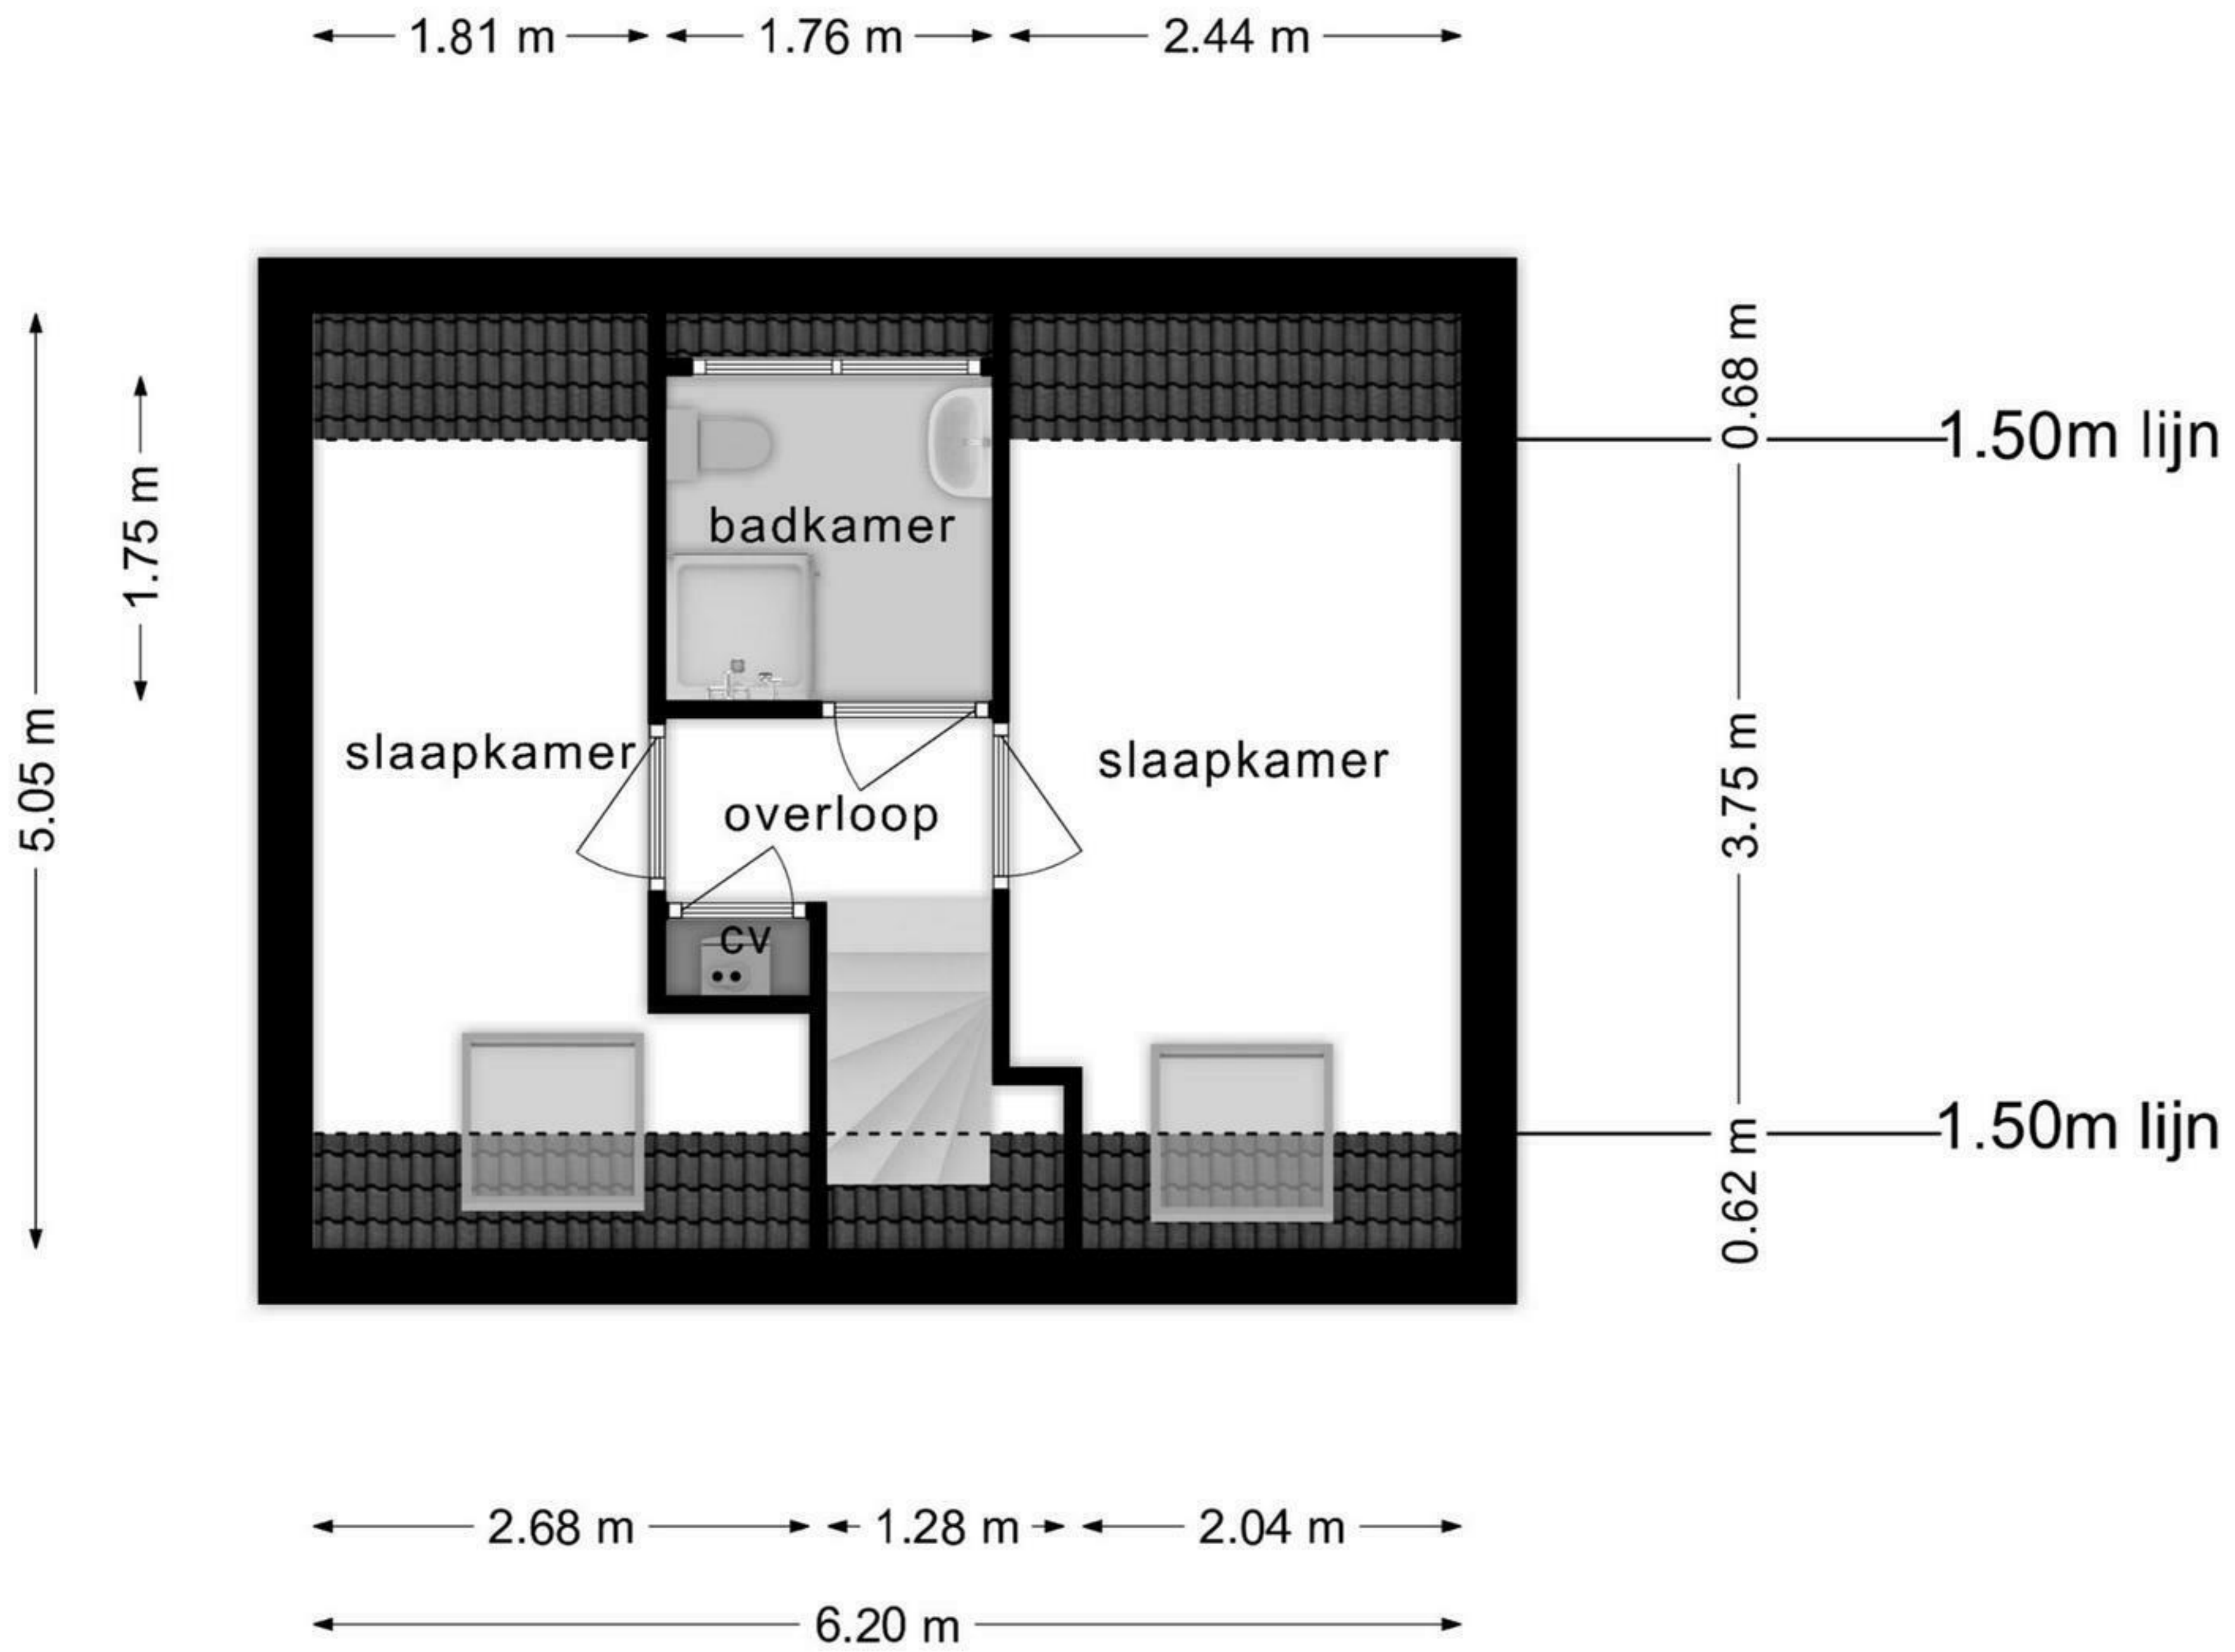 1.81 m
1.76 m
2.44 m
0.68 m
1.50m lijn
1.75 m
badkamer
5.05 m
slaapkamer
slaapkamer
3.75 m
overloop
cv
0.62 m
1.50m lijn
2.68 m
1.28 m
2.04 m
6.20 m